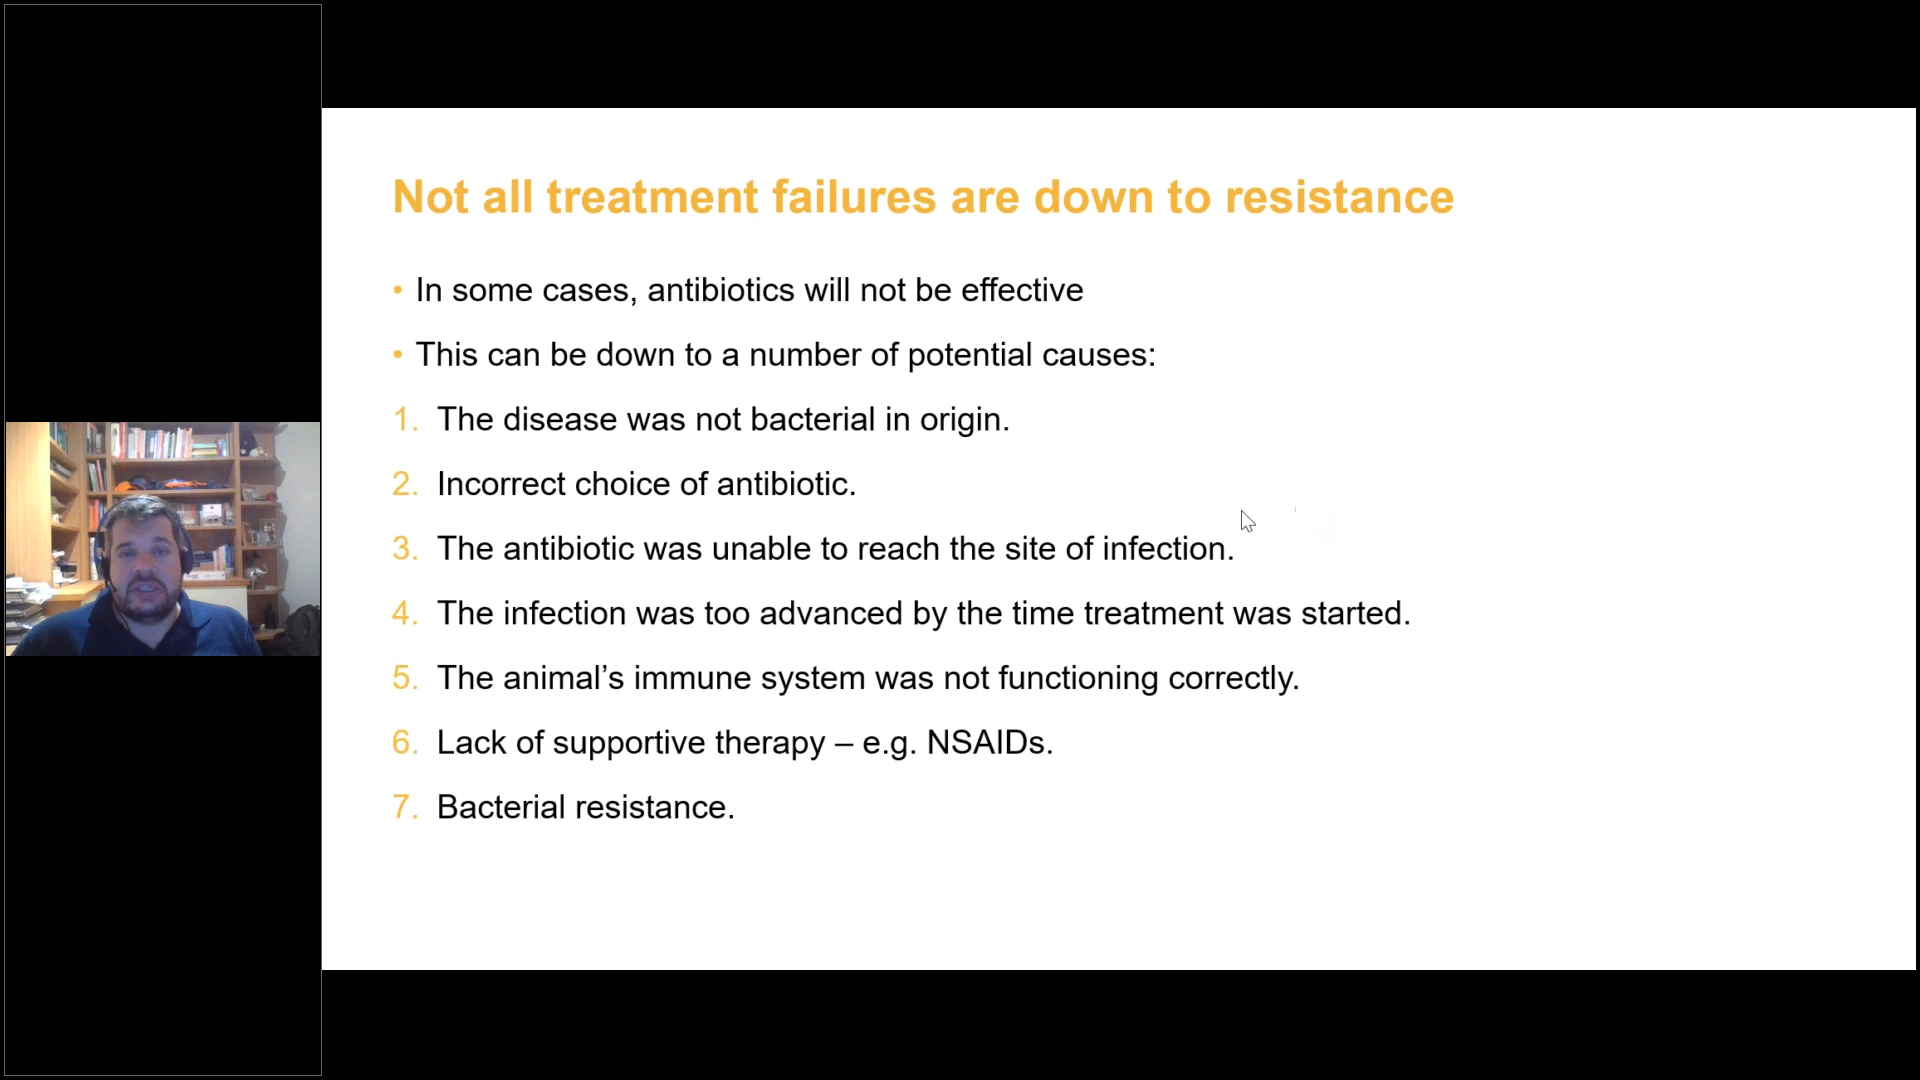 Not all treatment failures are down to resistance
• In some cases, antibiotics will not be effective
• This can be down to a number of potential causes:
1. The disease was not bacterial in origin.
2. Incorrect choice of antibiotic.
3. The antibiotic was unable to reach the site of infection.
4. The infection was too advanced by the time treatment was started.
5. The animal’s immune system was not functioning correctly.
6. Lack of supportive therapy – e.g. NSAIDs.
7. Bacterial resistance.